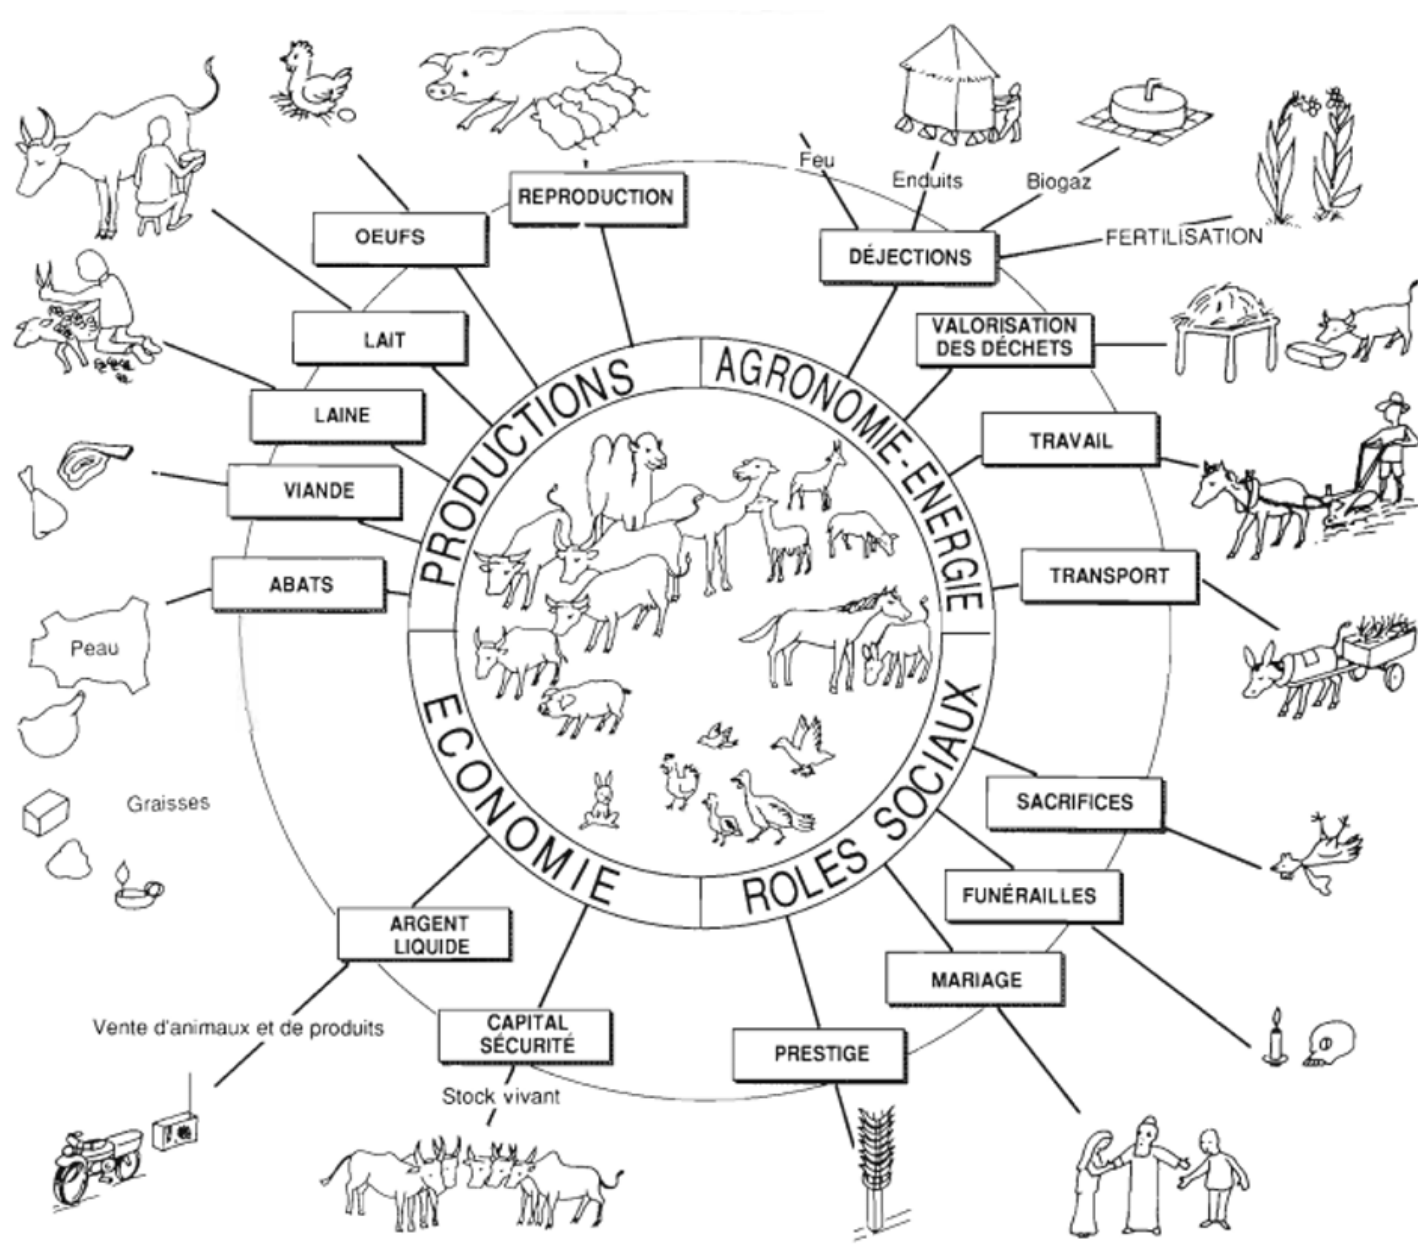 REPRODUCTION
OEUFS
LAIT
LAINE
VIANDE
ABATS
Peau
Graisses
PRODUCTIONS
AGRONOMIE-ENERGIE
Feu
Enduits
Biogaz
FERTILISATION
DÉJECTIONS
VALORISATION
DES DÉCHETS
TRAVAIL
TRANSPORT
ECONOMIE
ROLES SOCIAUX
SACRIFICES
FUNÉRAILLES
MARIAGE
PRESTIGE
ARGENT
LIQUIDE
Vente d'animaux et de produits
CAPITAL
SÉCURITÉ
Stock vivant